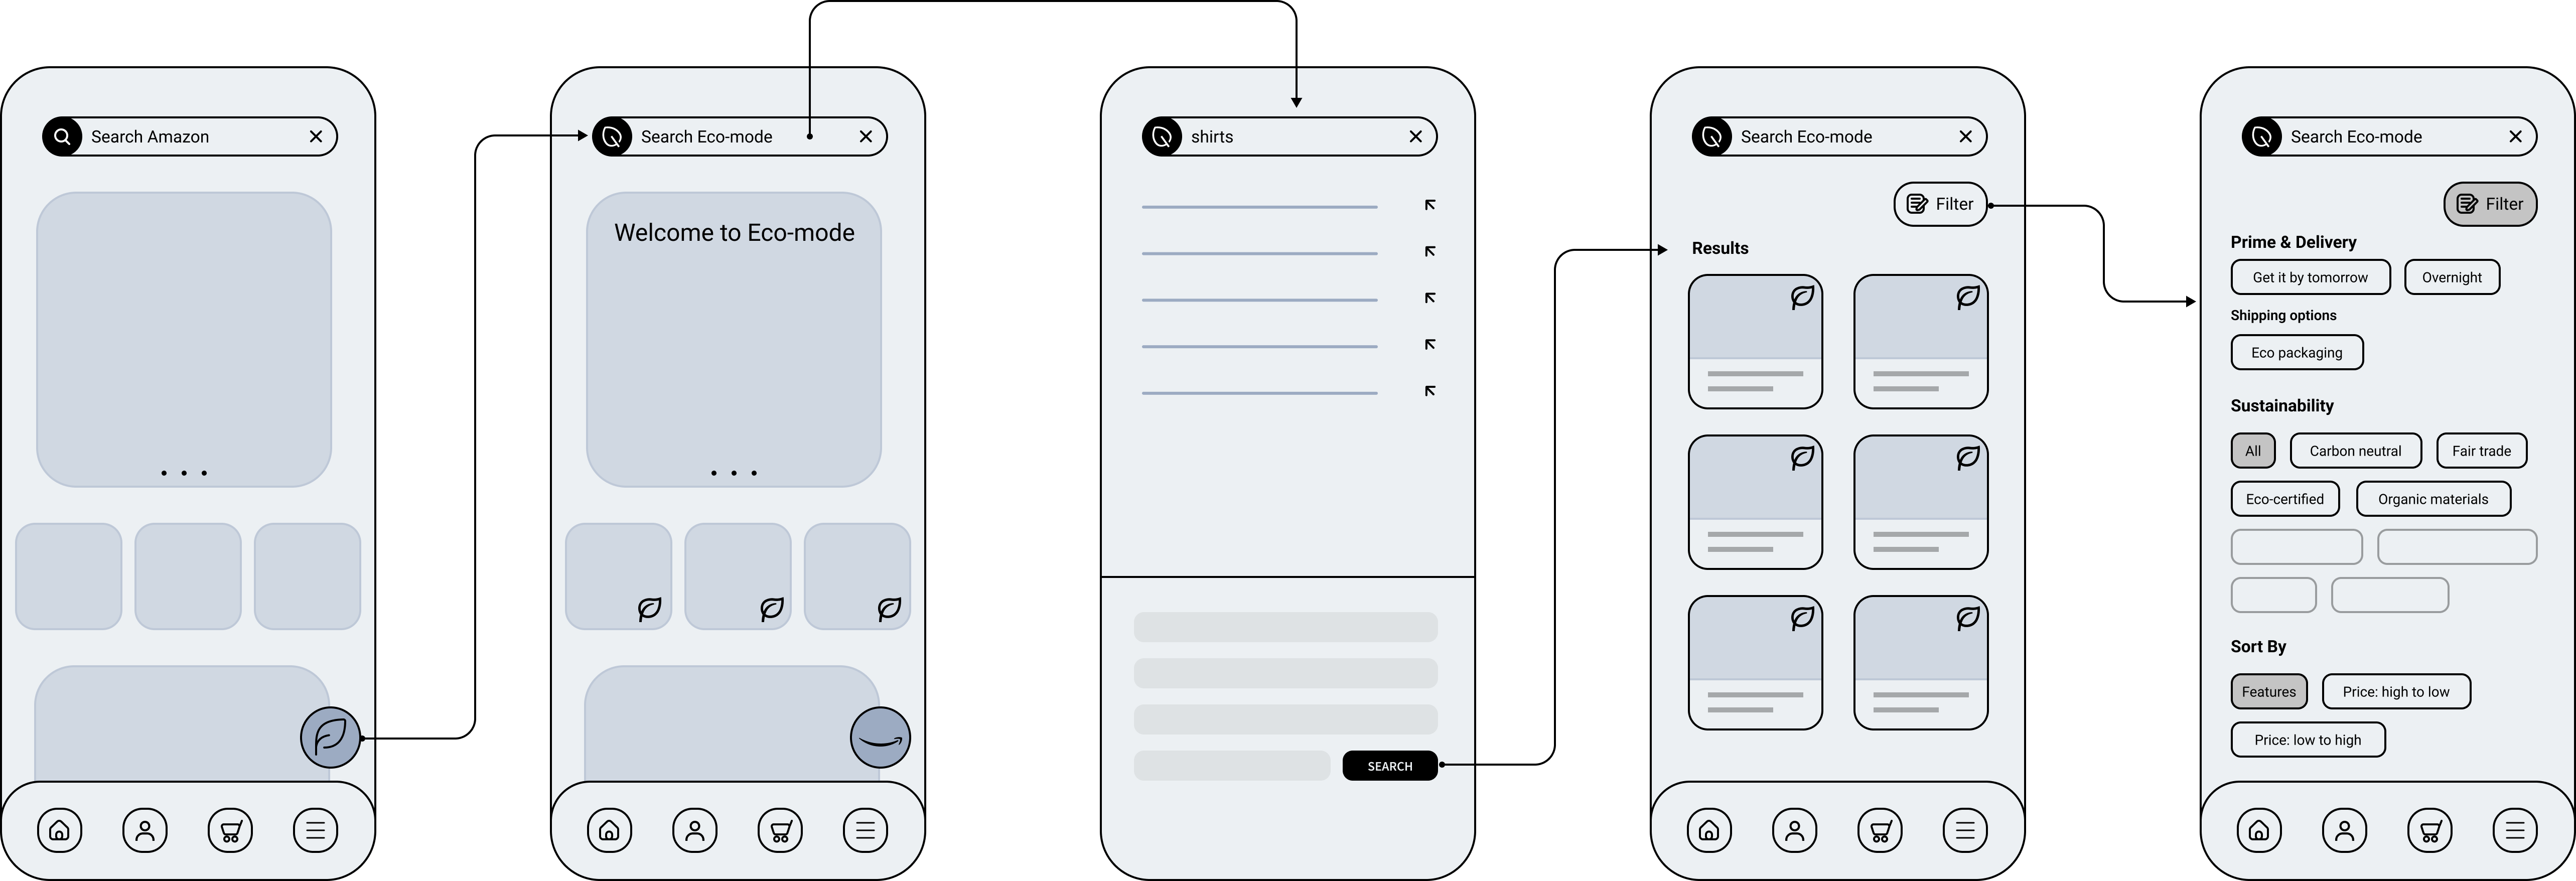 Search Amazon
Search Eco-mode
Welcome to Eco-mode
shirts
SEARCH
Search Eco-mode
Filter
Results
Search Eco-mode
Filter
Prime & Delivery
Get it by tomorrow
Overnight
Shipping options
Eco packaging
Sustainability
All
Carbon neutral
Fair trade
Eco-certified
Organic materials
Sort By
Features
Price: high to low
Price: low to high